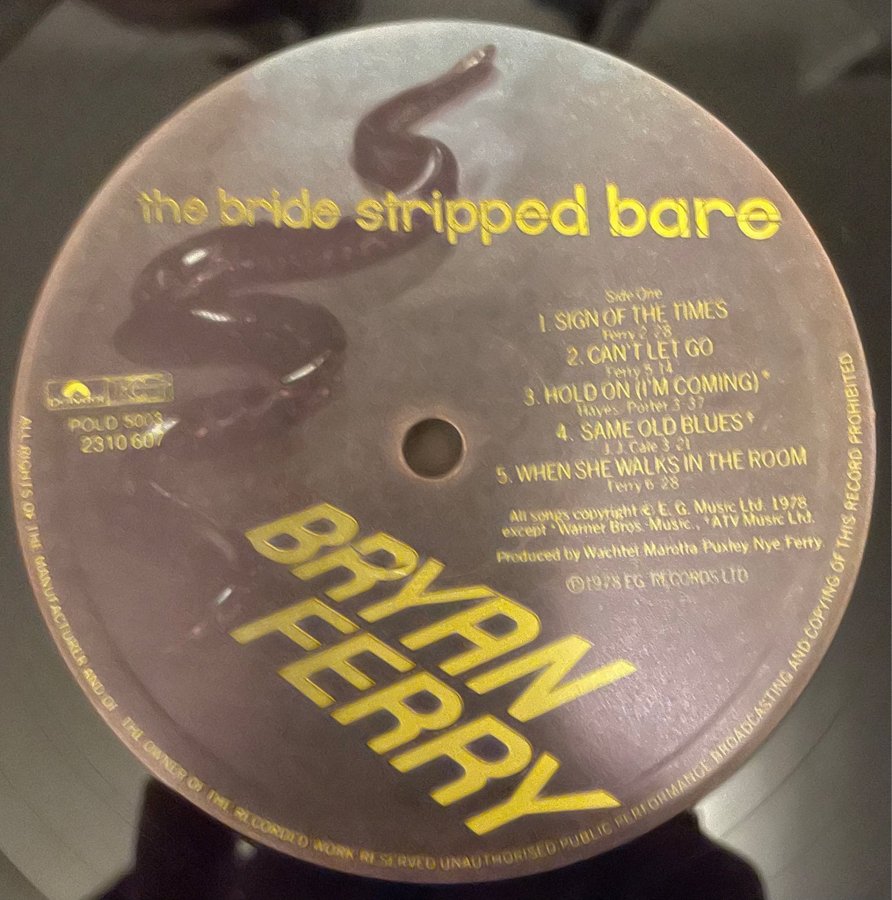 the bride stripped bare
Side One
1. SIGN OF THE TIMES
Ferry 2·28
2. CAN'T LET GO
Ferry 5·14
3. HOLD ON (I'M COMING)*
Hayes, Porter 3·37
4. SAME OLD BLUES†
J.J. Cale 3·21
5. WHEN SHE WALKS IN THE ROOM
Ferry 6·28
All songs copyright © E.G. Music Ltd. 1978
except *Warner Bros. Music., †ATV Music Ltd.
Produced by Wachtel Marotta Puxley Nye Ferry.
℗ 1978 EG RECORDS LTD
POLD 5003
2310 607
BRYAN
FERRY
ALL RIGHTS OF THE MANUFACTURER AND OF THE OWNER OF THE RECORDED WORK RESERVED UNAUTHORISED PUBLIC PERFORMANCE BROADCASTING AND COPYING OF THIS RECORD PROHIBITED